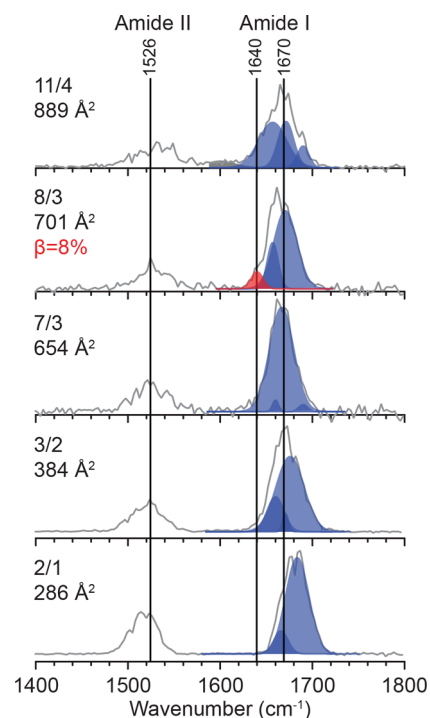 Amide II Amide I
1526 1640 1670
11/4
889 Å²
8/3
701 Å²
β=8%
7/3
654 Å²
3/2
384 Å²
2/1
286 Å²
1400 1500 1600 1700 1800
Wavenumber (cm⁻¹)